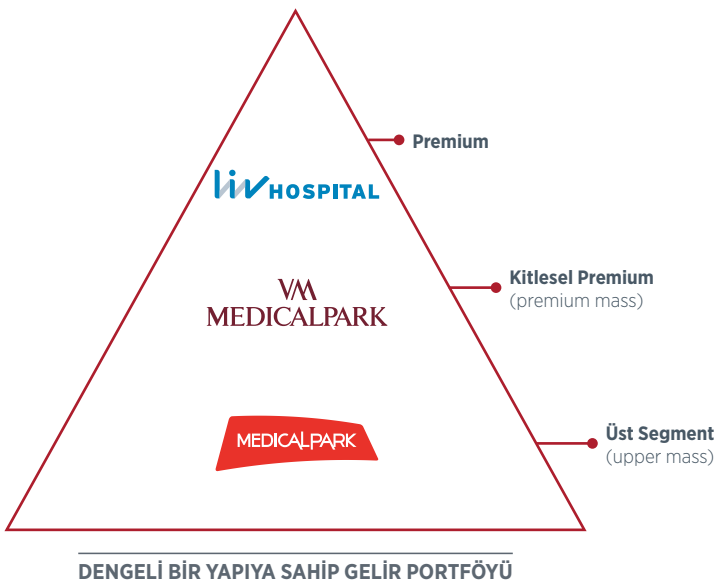 Premium
liv HOSPITAL
Kitlesel Premium
(premium mass)
VM
MEDICALPARK
Üst Segment
(upper mass)
MEDICALPARK
DENGELİ BİR YAPIYA SAHİP GELİR PORTFÖYÜ